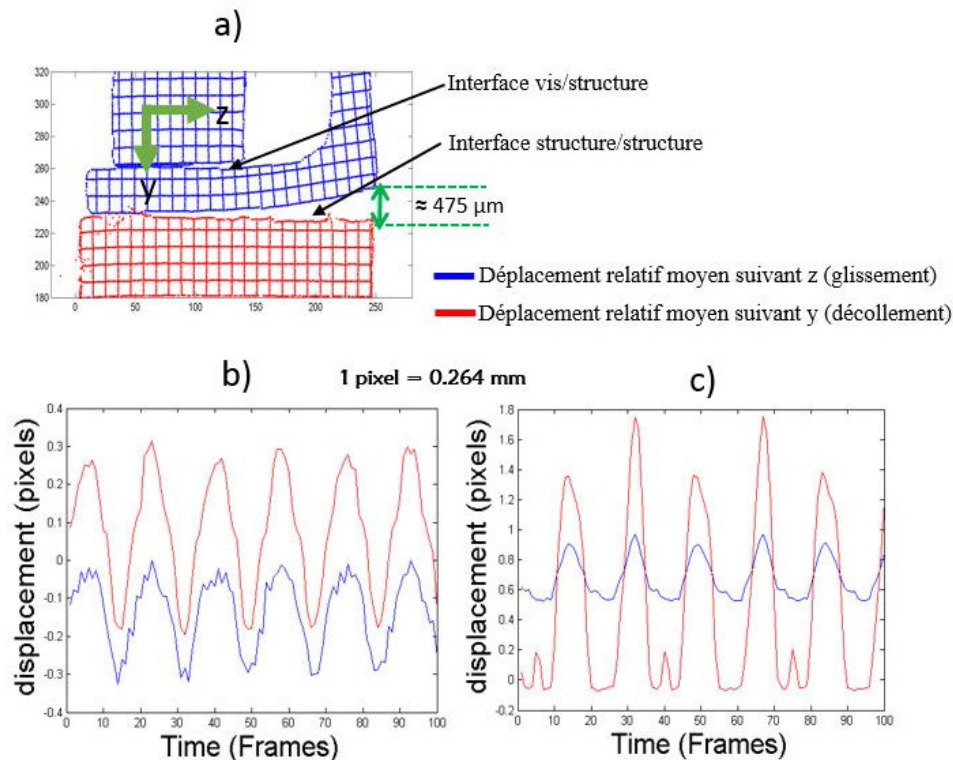 a)
320
300
280
260
240
220
200
180
0
50
100
150
200
250
z
y
Interface vis/structure
Interface structure/structure
≈ 475 μm
Déplacement relatif moyen suivant z (glissement)
Déplacement relatif moyen suivant y (décollement)
b)
1 pixel = 0.264 mm
c)
displacement (pixels)
0.4
0.3
0.2
0.1
0
-0.1
-0.2
-0.3
-0.4
0 10 20 30 40 50 60 70 80 90 100
Time (Frames)
displacement (pixels)
1.8
1.6
1.4
1.2
1
0.8
0.6
0.4
0.2
0
-0.2
0 10 20 30 40 50 60 70 80 90 100
Time (Frames)